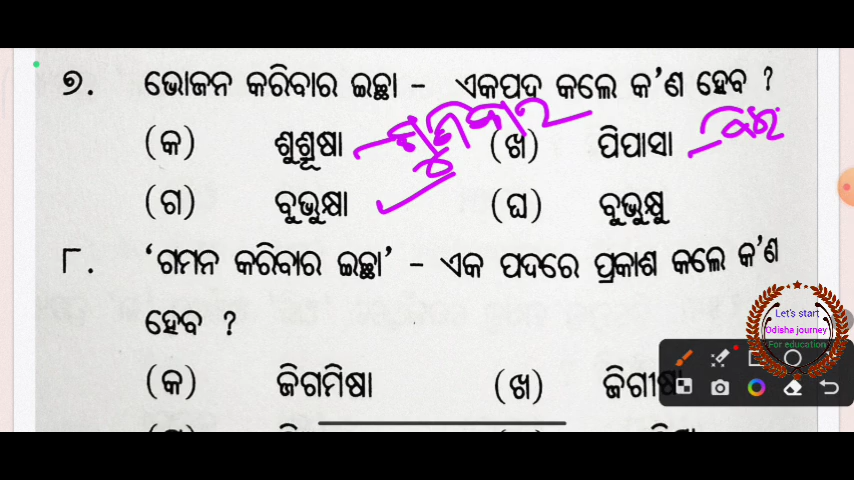 ୭. ଭୋଜନ କରିବାର ଇଚ୍ଛା – ଏକପଦ କଲେ କ'ଣ ହେବ ?
(କ) ଶୁଶ୍ରୂଷା (ଖ) ପିପାସା
(ଗ) ବୁଭୁକ୍ଷା (ଘ) ବୁଭୁକ୍ଷୁ
୮. 'ଗମନ କରିବାର ଇଚ୍ଛା' – ଏକ ପଦରେ ପ୍ରକାଶ କଲେ କ'ଣ
ହେବ ?
Let's start
Odisha journey
For education
(କ) ଜିଗମିଷା (ଖ) ଜିଗୀଷା